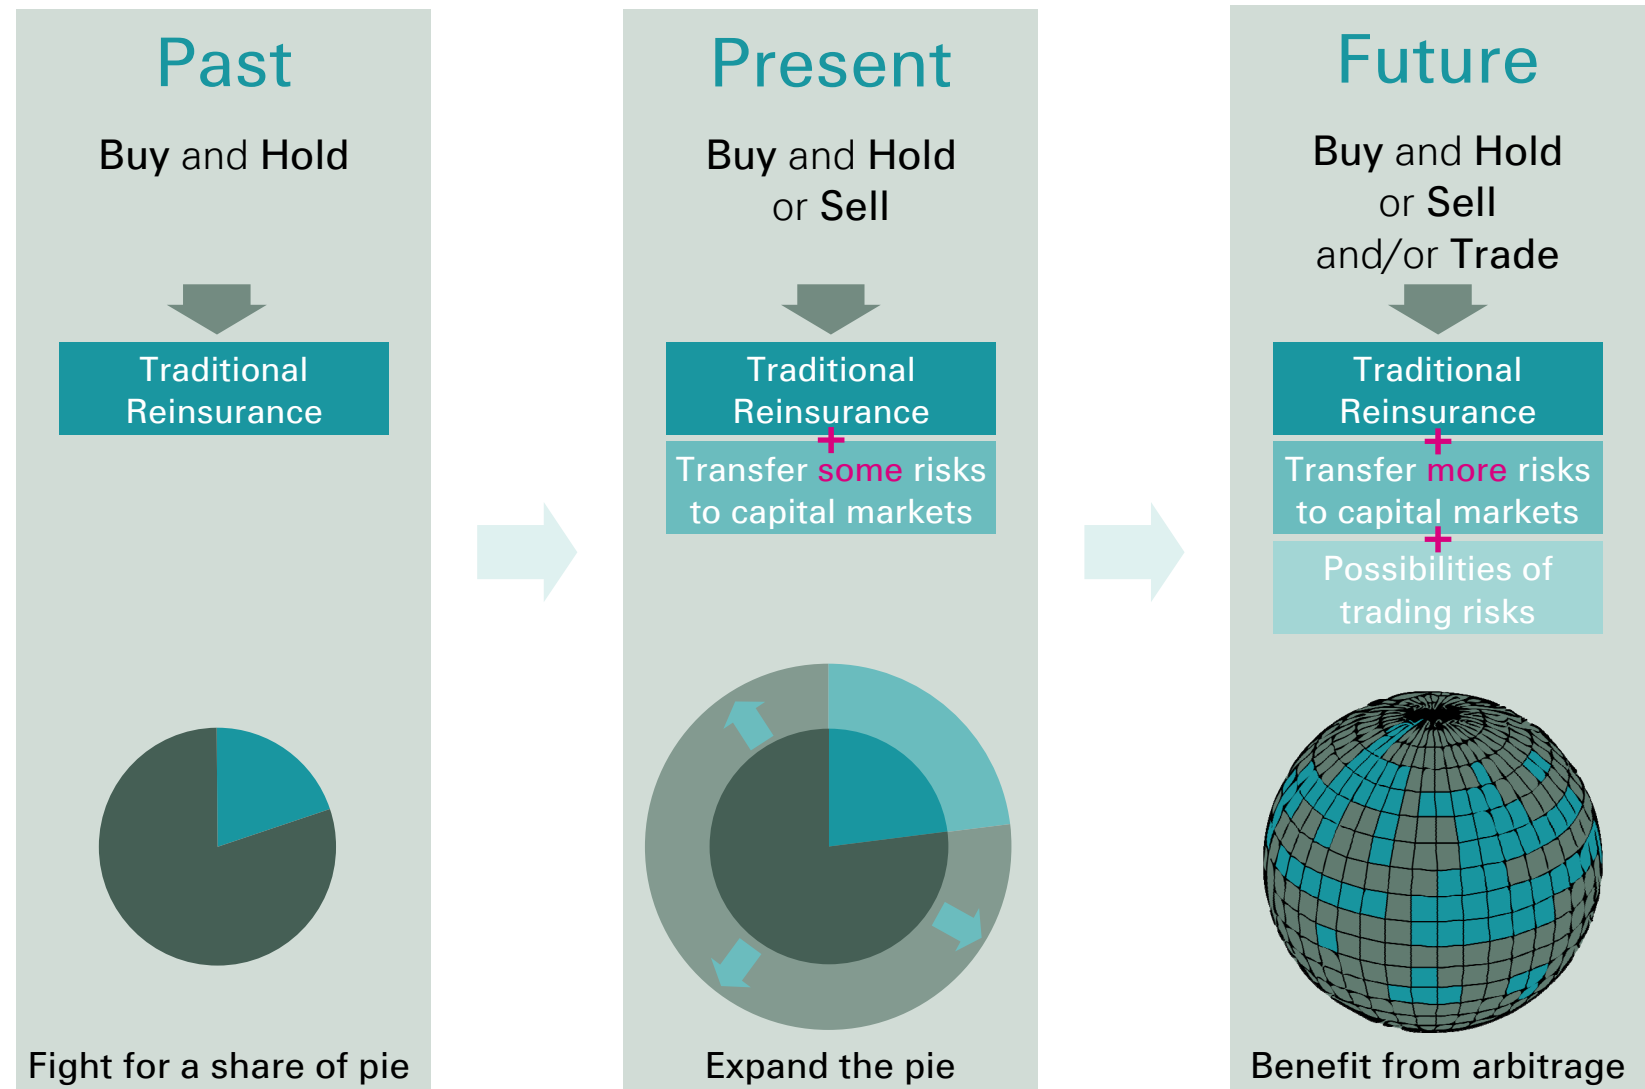 Past
Buy and Hold
Traditional
Reinsurance
Fight for a share of pie
Present
Buy and Hold
or Sell
Traditional
Reinsurance
+
Transfer some risks
to capital markets
Expand the pie
Future
Buy and Hold
or Sell
and/or Trade
Traditional
Reinsurance
+
Transfer more risks
to capital markets
+
Possibilities of
trading risks
Benefit from arbitrage